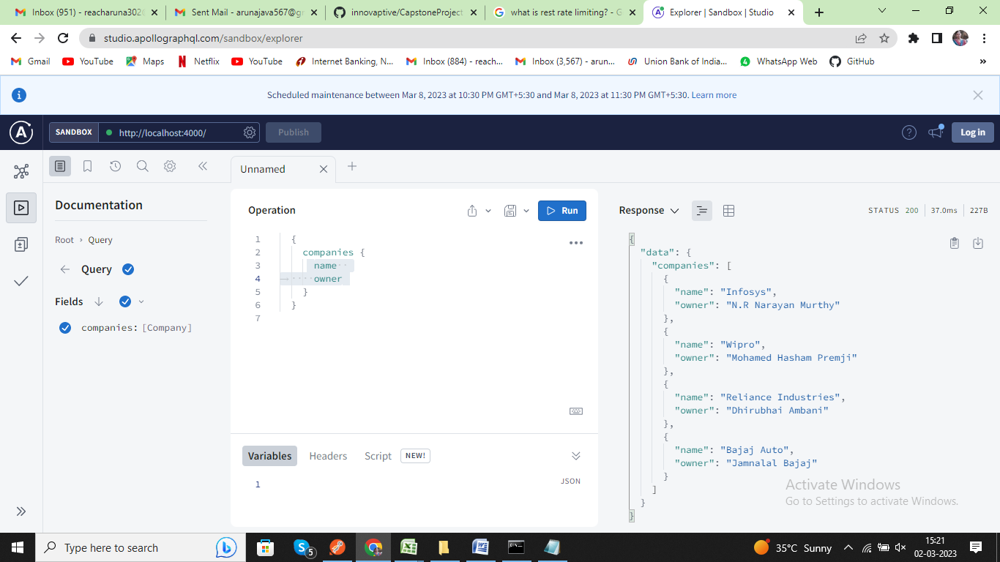 Inbox (951) - reacharuna302
Sent Mail - arunajava567@g
innovaptive/CapstoneProject
what is rest rate limiting? - G
Explorer | Sandbox | Studio
studio.apollographql.com/sandbox/explorer
Gmail
YouTube
Maps
Netflix
YouTube
Internet Banking, N...
Inbox (884) - reach...
Inbox (3,567) - arun...
Union Bank of India...
4
WhatsApp Web
GitHub
»
Scheduled maintenance between Mar 8, 2023 at 10:30 PM GMT+5:30 and Mar 8, 2023 at 11:30 PM GMT+5:30. Learn more
SANDBOX
http://localhost:4000/
Publish
Log in
Unnamed
Documentation
Root › Query
Query
Fields
companies: [Company]
Operation
Run
1 {
2 companies {
3 name
4 owner
5 }
6 }
7
Variables
Headers
Script
NEW!
1
JSON
Response
STATUS 200
37.0ms
227B
{
"data": {
"companies": [
{
"name": "Infosys",
"owner": "N.R Narayan Murthy"
},
{
"name": "Wipro",
"owner": "Mohamed Hasham Premji"
},
{
"name": "Reliance Industries",
"owner": "Dhirubhai Ambani"
},
{
"name": "Bajaj Auto",
"owner": "Jamnalal Bajaj"
}
]
}
}
Activate Windows
Go to Settings to activate Windows.
Type here to search
5
35°C Sunny
15:21
02-03-2023